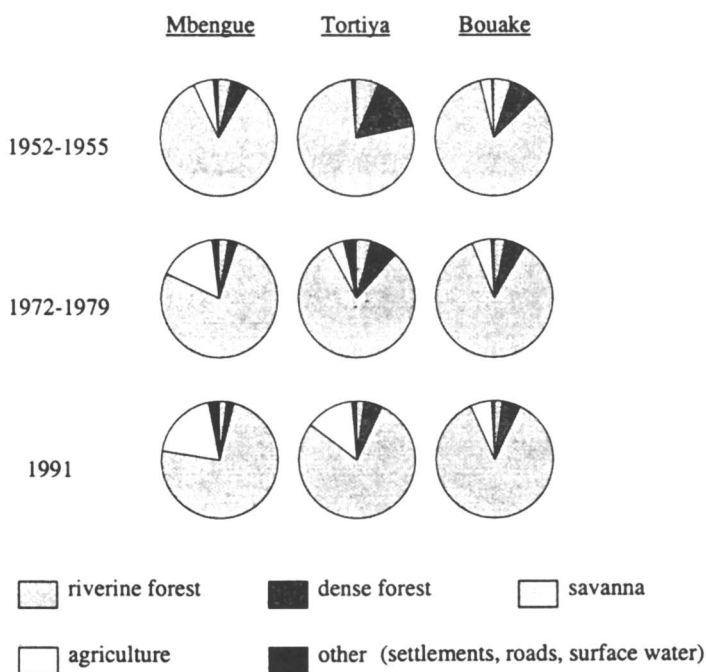 Mbengue Tortiya Bouake
1952-1955
1972-1979
1991
riverine forest dense forest savanna
agriculture other (settlements, roads, surface water)